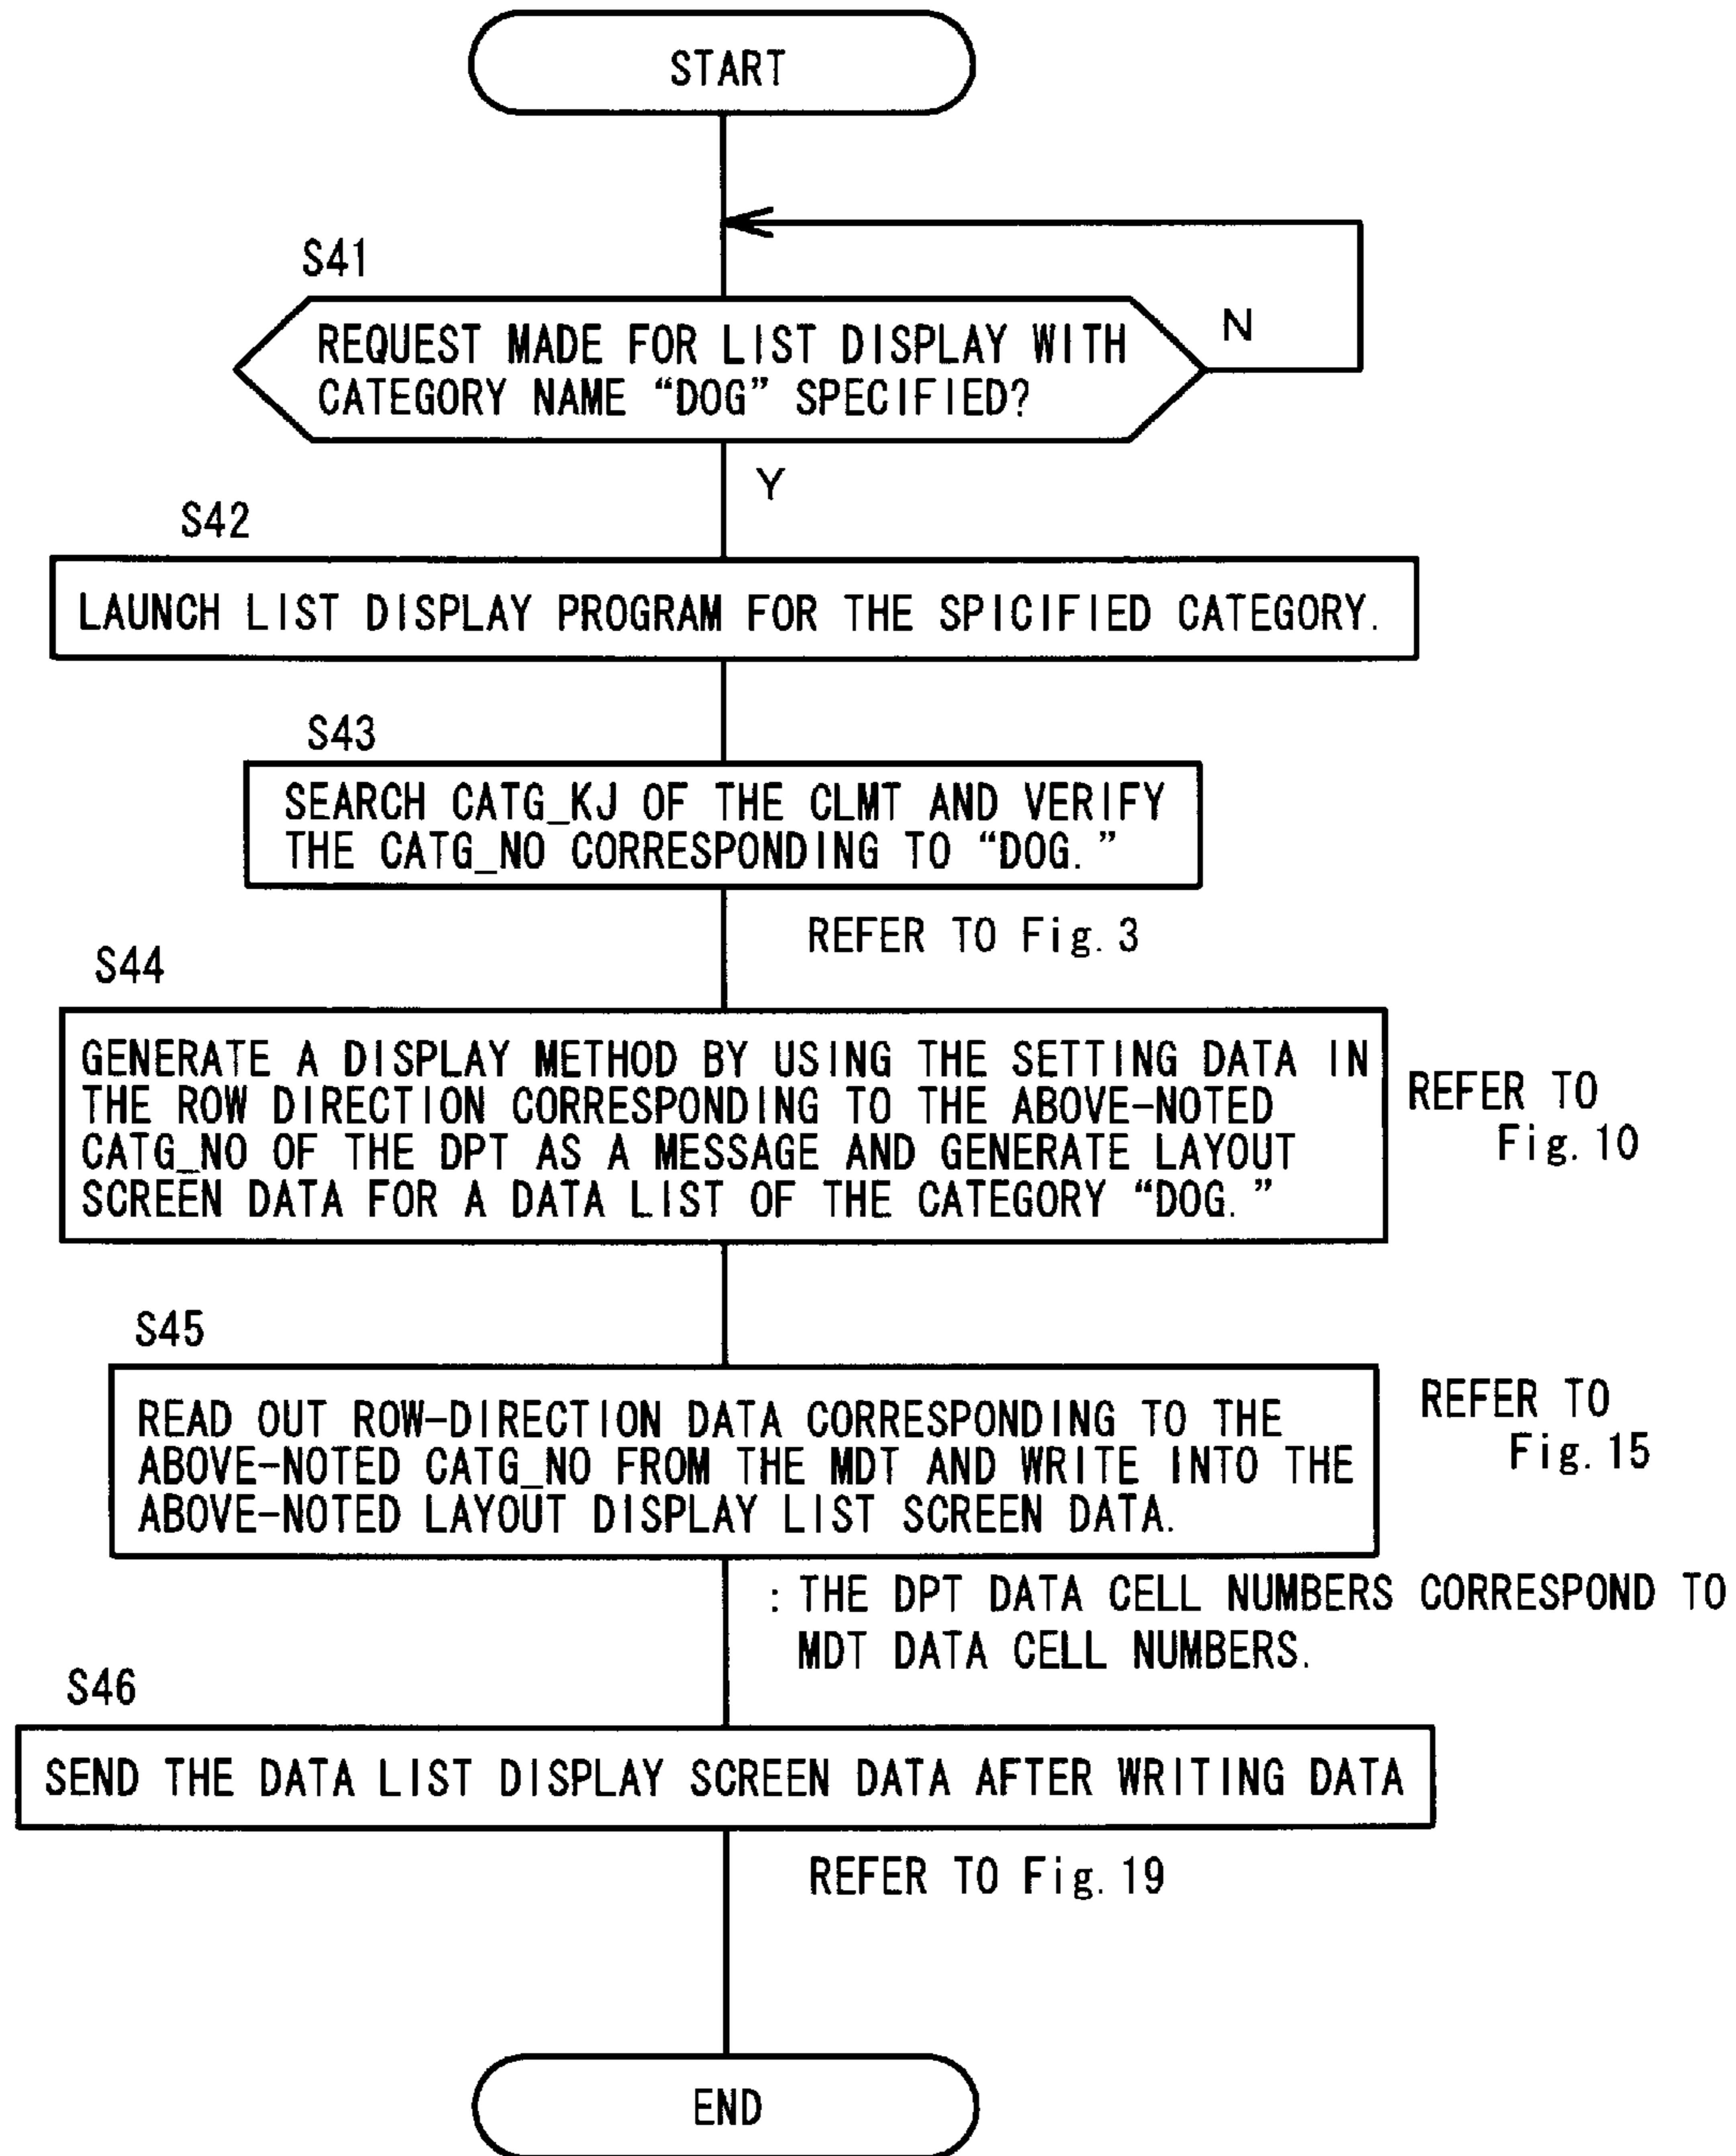 START
S41
REQUEST MADE FOR LIST DISPLAY WITH
CATEGORY NAME “DOG” SPECIFIED?
N
Y
S42
LAUNCH LIST DISPLAY PROGRAM FOR THE SPICIFIED CATEGORY.
S43
SEARCH CATG_KJ OF THE CLMT AND VERIFY
THE CATG_NO CORRESPONDING TO “DOG.”
REFER TO Fig. 3
S44
GENERATE A DISPLAY METHOD BY USING THE SETTING DATA IN
THE ROW DIRECTION CORRESPONDING TO THE ABOVE-NOTED
CATG_NO OF THE DPT AS A MESSAGE AND GENERATE LAYOUT
SCREEN DATA FOR A DATA LIST OF THE CATEGORY “DOG.”
REFER TO
Fig. 10
S45
READ OUT ROW-DIRECTION DATA CORRESPONDING TO THE
ABOVE-NOTED CATG_NO FROM THE MDT AND WRITE INTO THE
ABOVE-NOTED LAYOUT DISPLAY LIST SCREEN DATA.
REFER TO
Fig. 15
: THE DPT DATA CELL NUMBERS CORRESPOND TO
MDT DATA CELL NUMBERS.
S46
SEND THE DATA LIST DISPLAY SCREEN DATA AFTER WRITING DATA
REFER TO Fig. 19
END